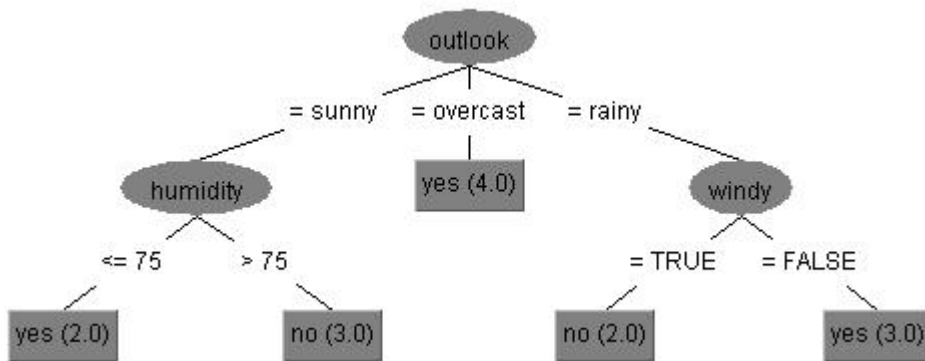 outlook
= sunny
= overcast
= rainy
humidity
yes (4.0)
windy
<= 75
> 75
= TRUE
= FALSE
yes (2.0)
no (3.0)
no (2.0)
yes (3.0)